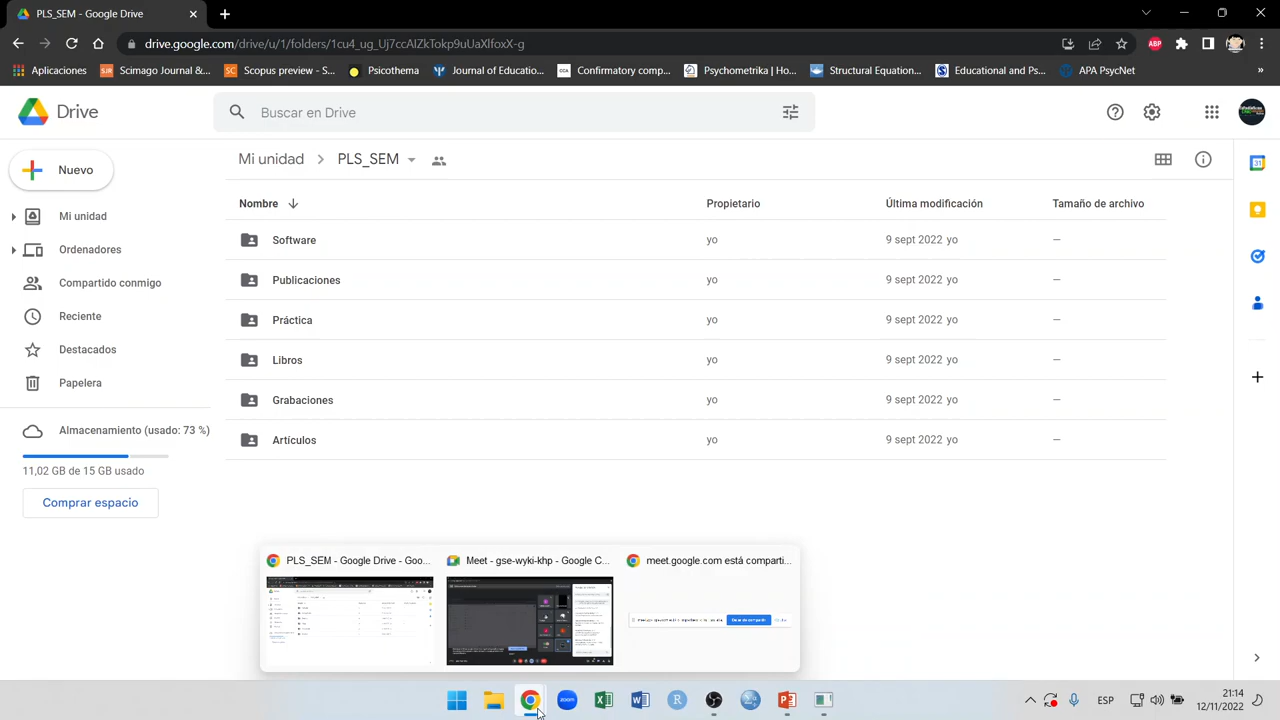 PLS_SEM - Google Drive
drive.google.com/drive/u/1/folders/1cu4_ug_Uj7ccAIZkTokp9uUaXlfoxX-g
Aplicaciones
Scimago Journal &...
Scopus preview - S...
Picothema
Journal of Educatio...
Confirmatory comp...
Psychometrika | Ho...
Structural Equation...
Educational and Ps...
APA PsycNet
Drive
Buscar en Drive
Nuevo
Mi unidad > PLS_SEM
Nombre Propietario Última modificación Tamaño de archivo
Software yo 9 sept 2022 yo —
Publicaciones yo 9 sept 2022 yo —
Práctica yo 9 sept 2022 yo —
Libros yo 9 sept 2022 yo —
Grabaciones yo 9 sept 2022 yo —
Artículos yo 9 sept 2022 yo —
Mi unidad
Ordenadores
Compartido conmigo
Reciente
Destacados
Papelera
Almacenamiento (usado: 73 %)
11,02 GB de 15 GB usado
Comprar espacio
PLS_SEM - Google Drive - Goo...
Meet - gse-wyki-khp - Google C...
meet.google.com está comparti...
zoom
ESP
21:14
12/11/2022